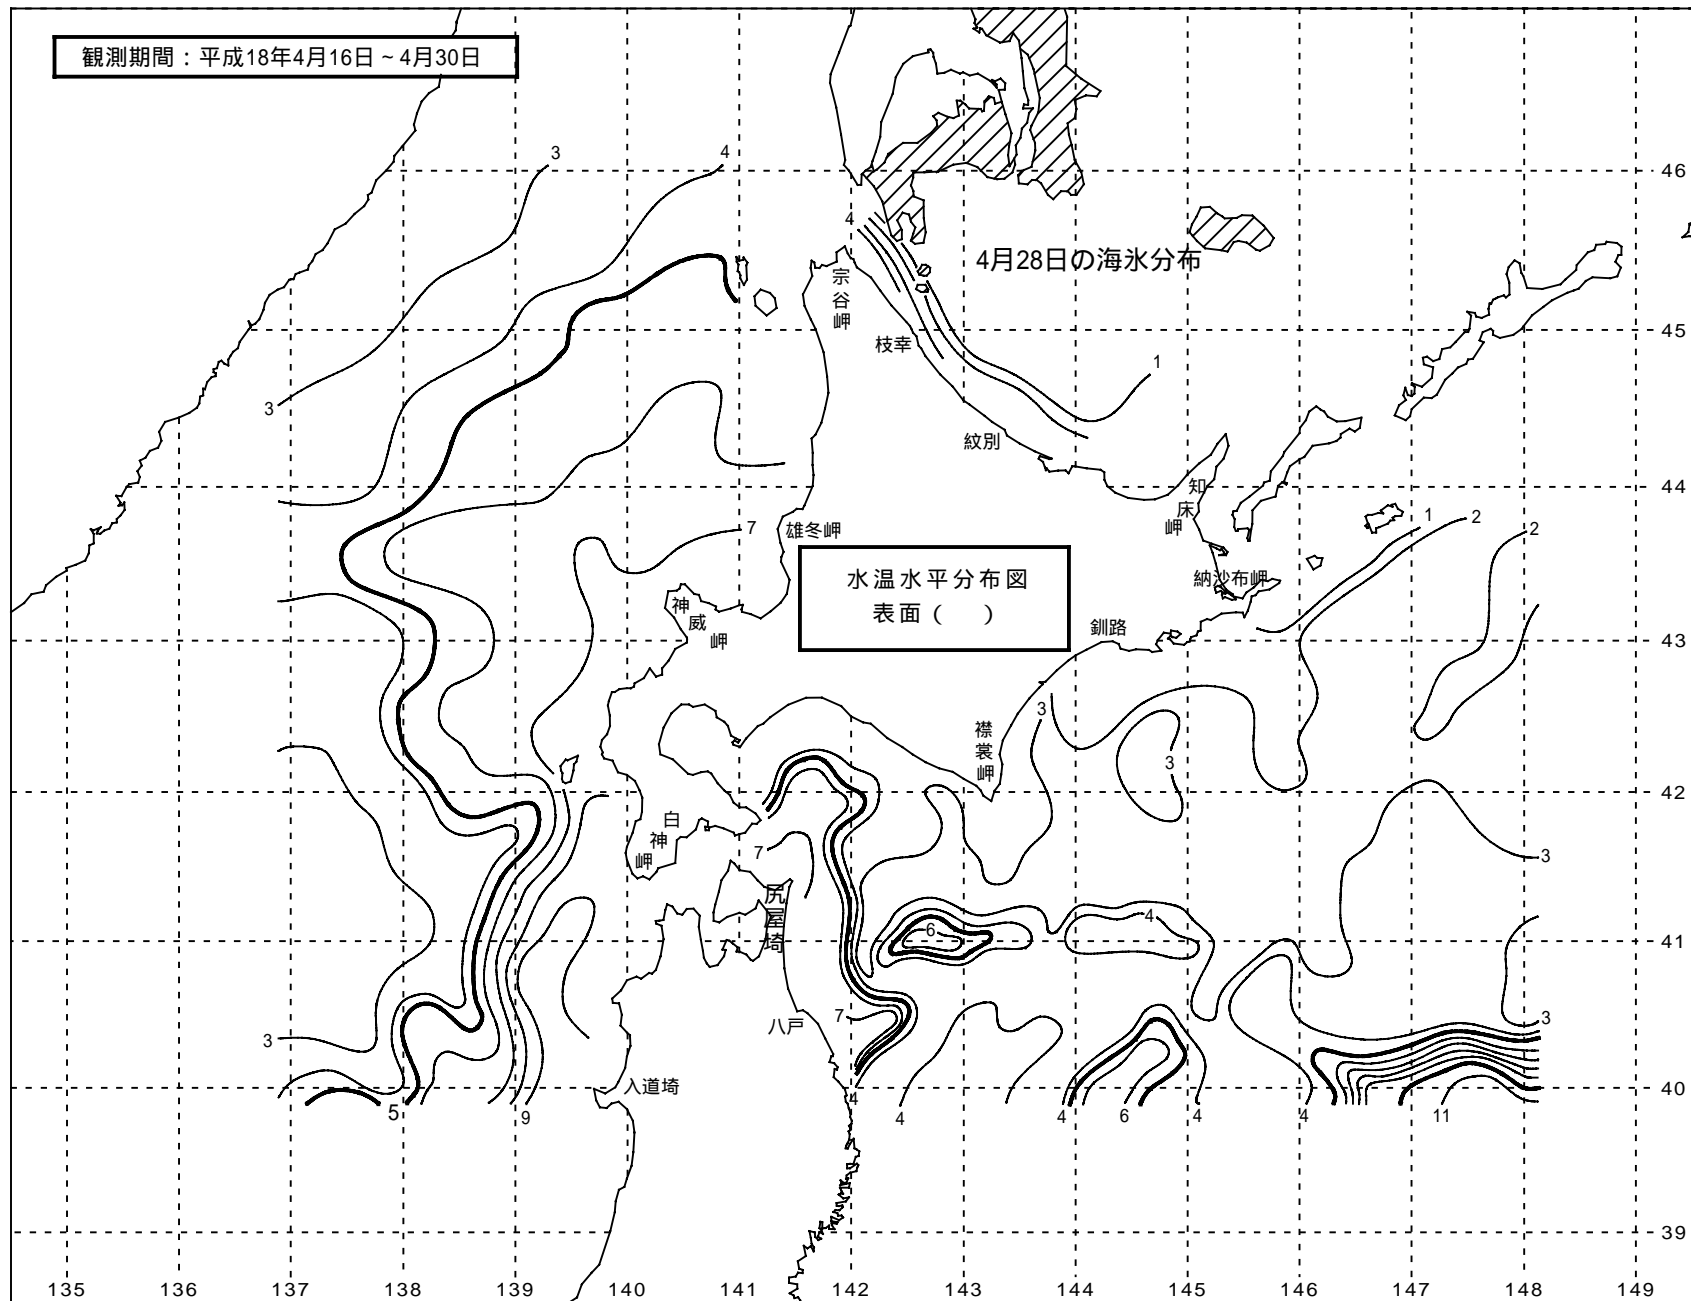 観測期間：平成18年4月16日～4月30日
3
4
46
4
4月28日の海氷分布
宗谷岬
45
枝幸
1
3
紋別
44
知床岬
7
雄冬岬
1
2
2
水温水平分布図
表面（　）
納沙布岬
神威岬
釧路
43
3
襟裳岬
3
42
白神岬
7
3
尻屋埼
4
6
41
7
3
八戸
3
入道埼
40
5
9
4
4
4
6
4
4
11
39
135 136 137 138 139 140 141 142 143 144 145 146 147 148 149